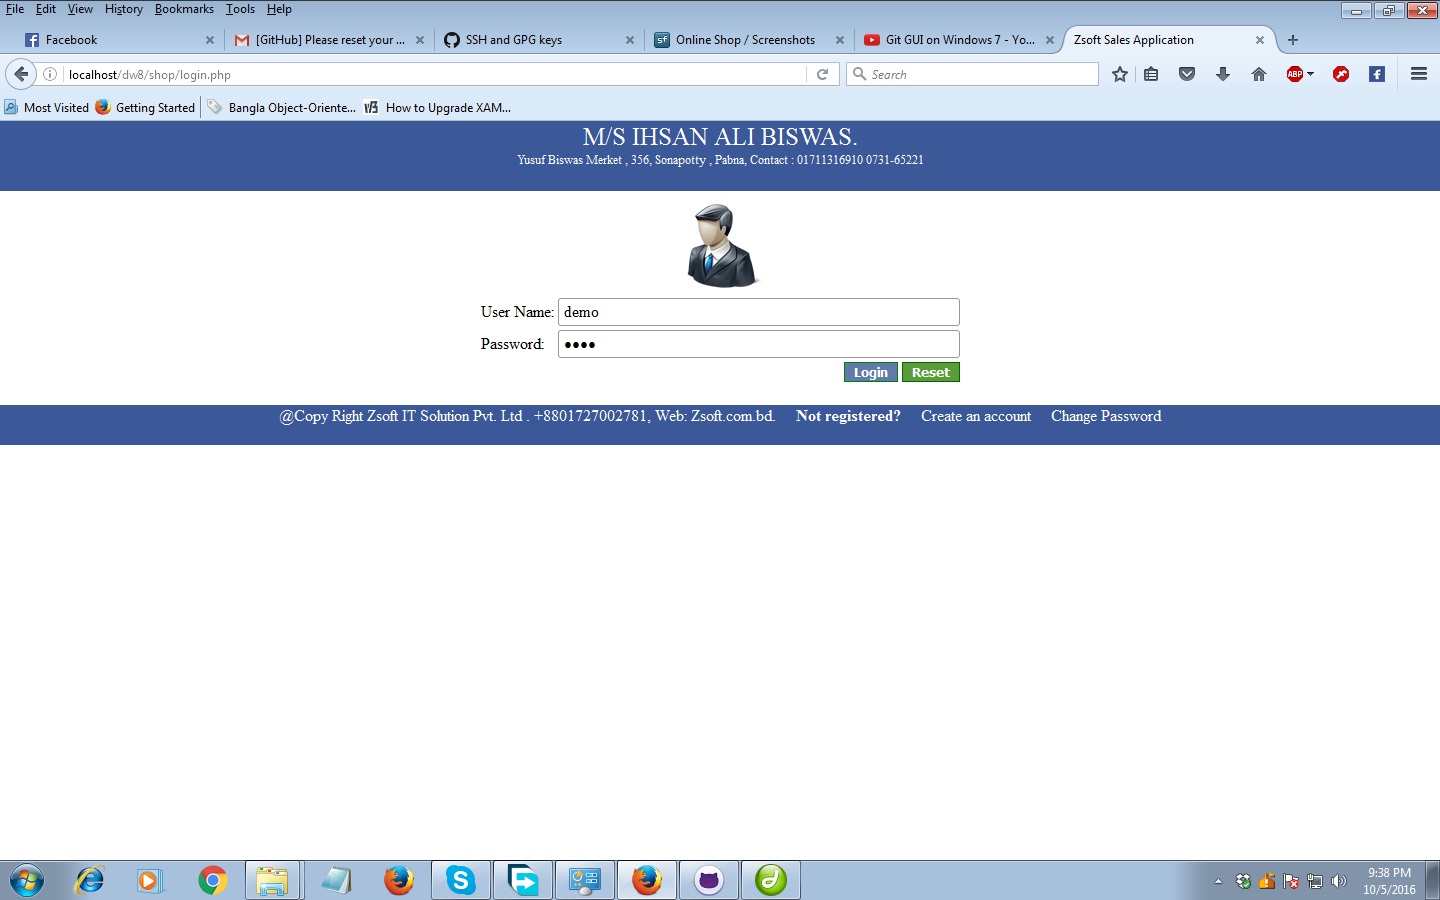 File Edit View History Bookmarks Tools Help
Facebook [GitHub] Please reset your ... SSH and GPG keys Online Shop / Screenshots Git GUI on Windows 7 - Yo... Zsoft Sales Application
localhost/dw8/shop/login.php Search ABP
Most Visited Getting Started Bangla Object-Oriente... How to Upgrade XAM...
M/S IHSAN ALI BISWAS.
Yusuf Biswas Merket , 356, Sonapotty , Pabna, Contact : 01711316910 0731-65221
User Name: demo
Password: ••••
Login Reset
@Copy Right Zsoft IT Solution Pvt. Ltd . +8801727002781, Web: Zsoft.com.bd. Not registered? Create an account Change Password
9:38 PM
10/5/2016